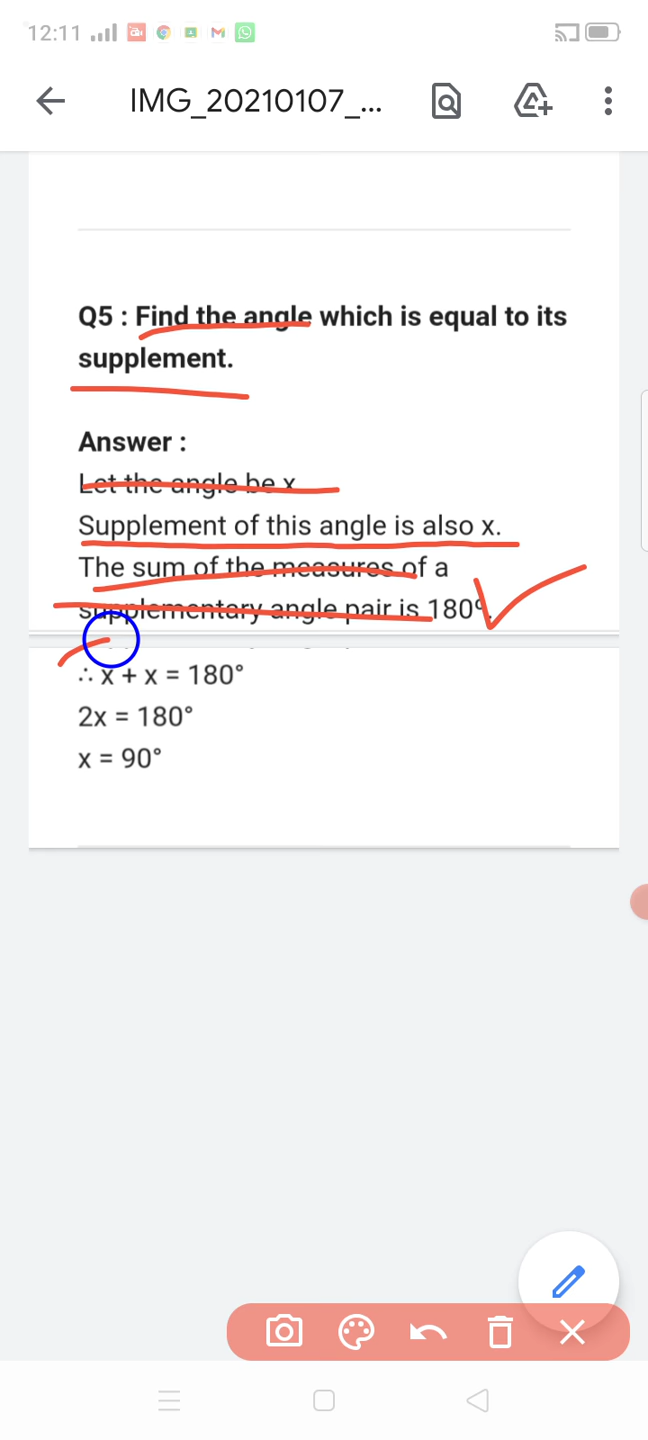 12:11
IMG_20210107_...
Q5 : Find the angle which is equal to its
supplement.
Answer :
Let the angle be x
Supplement of this angle is also x.
The sum of the measures of a
supplementary angle pair is 180°.
∴ x + x = 180°
2x = 180°
x = 90°